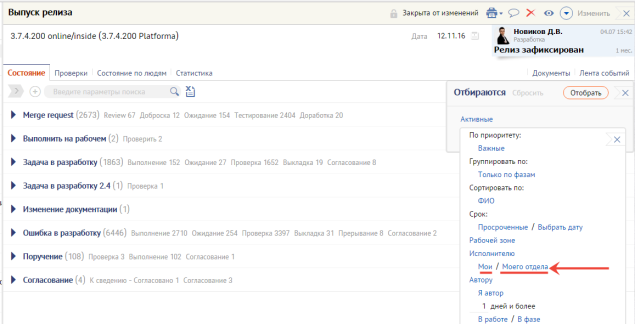 Выпуск релиза
Закрыта от изменений
Изменить
3.7.4.200 online/inside (3.7.4.200 Platforma)
Дата 12.11.16
Новиков Д.В. 04.07 15:42
Разработка
Релиз зафиксирован 1 мес.
Состояние Проверки Состояние по людям Статистика
Документы Лента событий
Введите параметры поиска
Отбираются Сбросить Отобрать
Активные
По приоритету:
Важные
Группировать по:
Только по фазам
Сортировать по:
ФИО
Срок:
Просроченные / Выбрать дату
Рабочей зоне
Исполнителю
Мои / Моего отдела
Автору
Я автор
1 дней и более
В работе / В фазе
Merge request (2673) Review 67 Доброска 12 Ожидание 154 Тестирование 2404 Доработка 20
Выполнить на рабочем (2) Проверить 2
Задача в разработку (1863) Выполнение 152 Ожидание 27 Проверка 1652 Выкладка 19 Согласование 8
Задача в разработку 2.4 (1) Проверка 1
Изменение документации (1)
Ошибка в разработку (6446) Выполнение 2710 Ожидание 254 Проверка 3397 Выкладка 31 Прерывание 8 Согласование 2
Поручение (108) Проверка 3 Выполнение 102 Согласование 1
Согласование (4) К сведению – Согласовано 1 Согласование 3